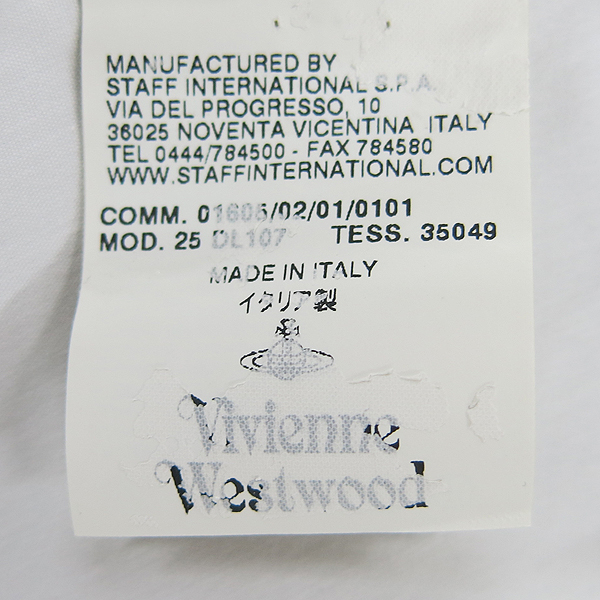 MANUFACTURED BY
STAFF INTERNATIONAL S.P.A.
VIA DEL PROGRESSO, 10
36025 NOVENTA VICENTINA ITALY
TEL 0444/784500 - FAX 784580
WWW.STAFFINTERNATIONAL.COM
COMM. 01605/02/01/0101
MOD. 25 DL107 TESS. 35049
MADE IN ITALY
イタリア製
Vivienne
Westwood